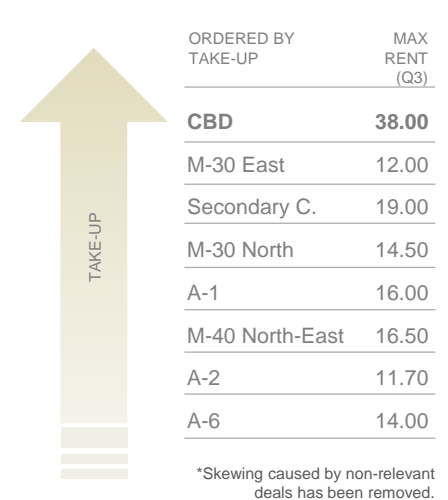 ORDERED BY MAX
TAKE-UP RENT
(Q3)
CBD 38.00
M-30 East 12.00
Secondary C. 19.00
M-30 North 14.50
A-1 16.00
M-40 North-East 16.50
A-2 11.70
A-6 14.00
TAKE-UP
*Skewing caused by non-relevant
deals has been removed.